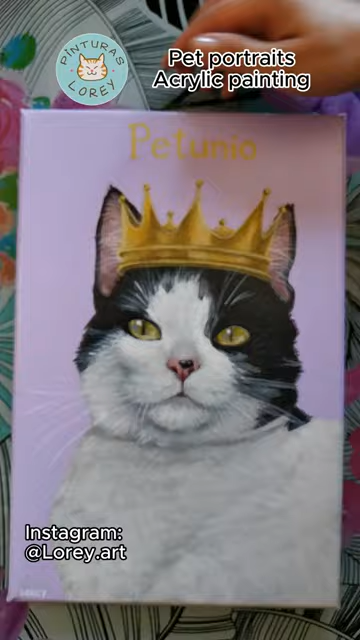 PINTURAS
LOREY
Pet portraits
Acrylic painting
Petunia
Instagram:
@Lorey.art